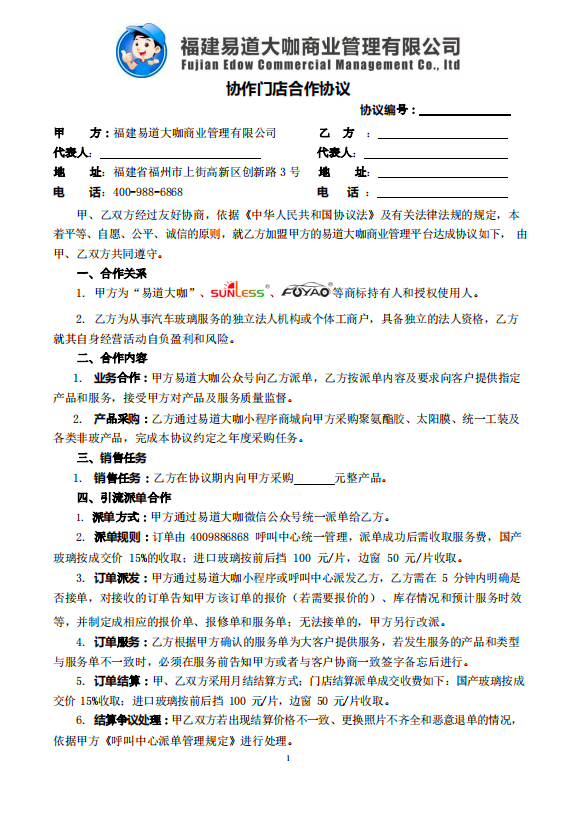 福建易道大咖商业管理有限公司
Fujian Edow Commercial Management Co., ltd
协作门店合作协议
协议编号：
甲 方：福建易道大咖商业管理有限公司 乙 方 ：
代表人： 代表人：
地 址：福建省福州市上街高新区创新路 3 号 地 址：
电 话：400-988-6868 电 话 ：
甲、乙双方经过友好协商，依据《中华人民共和国协议法》及有关法律法规的规定，本
着平等、自愿、公平、诚信的原则，就乙方加盟甲方的易道大咖商业管理平台达成协议如下， 由
甲、乙双方共同遵守。
一、合作关系
1. 甲方为“易道大咖”、SUNLESS®、FUYAO®等商标持有人和授权使用人。
2. 乙方为从事汽车玻璃服务的独立法人机构或个体工商户，具备独立的法人资格，乙方
就其自身经营活动自负盈利和风险。
二、合作内容
1. 业务合作：甲方易道大咖公众号向乙方派单，乙方按派单内容及要求向客户提供指定
产品和服务，接受甲方对产品及服务质量监督。
2. 产品采购：乙方通过易道大咖小程序商城向甲方采购聚氨酯胶、太阳膜、统一工装及
各类非玻产品，完成本协议约定之年度采购任务。
三、销售任务
1. 销售任务：乙方在协议期内向甲方采购 元整产品。
四、引流派单合作
1. 派单方式：甲方通过易道大咖微信公众号统一派单给乙方。
2. 派单规则：订单由 4009886868 呼叫中心统一管理，派单成功后需收取服务费，国产
玻璃按成交价 15%的收取；进口玻璃按前后挡 100 元/片，边窗 50 元/片收取。
3. 订单派发：甲方通过易道大咖小程序或呼叫中心派发乙方，乙方需在 5 分钟内明确是
否接单，对接收的订单告知甲方该订单的报价（若需要报价的）、库存情况和预计服务时效
等，并制定成相应的报价单、报修单和服务单；无法接单的，甲方另行改派。
4. 订单服务：乙方根据甲方确认的服务单为大客户提供服务，若发生服务的产品和类型
与服务单不一致时，必须在服务前告知甲方或者与客户协商一致签字备忘后进行。
5. 订单结算：甲、乙双方采用月结结算方式；门店结算派单成交收费如下：国产玻璃按成
交价 15%收取；进口玻璃按前后挡 100 元/片，边窗 50 元/片收取。
6. 结算争议处理：甲乙双方若出现结算价格不一致、更换照片不齐全和恶意退单的情况，
依据甲方《呼叫中心派单管理规定》进行处理。
1